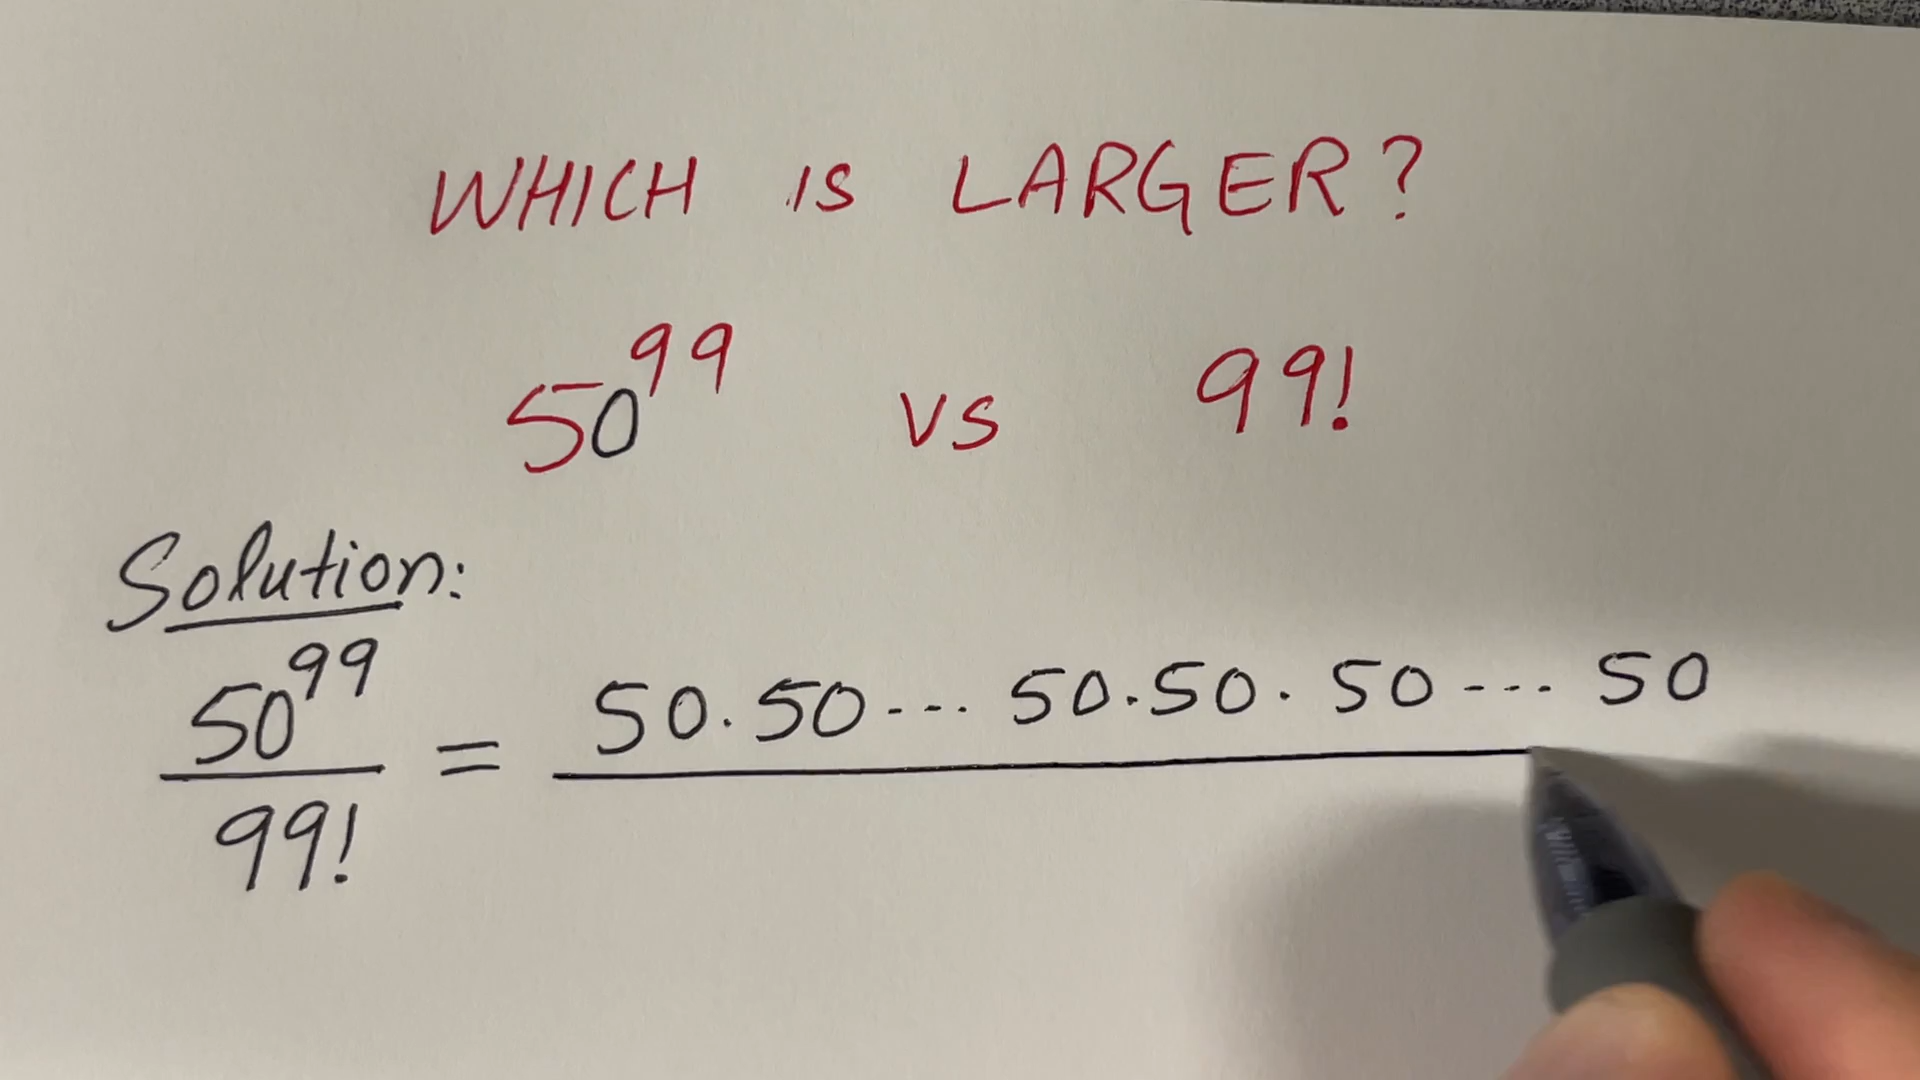 WHICH IS LARGER?
50^99 vs 99!
Solution:
50^99 / 99! = 50·50--- 50·50·50--- 50